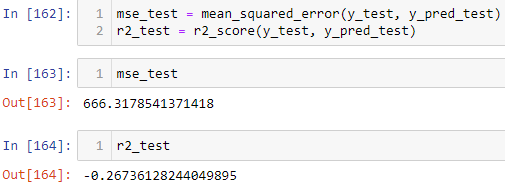 In [162]: 1 mse_test = mean_squared_error(y_test, y_pred_test)
2 r2_test = r2_score(y_test, y_pred_test)
In [163]: 1 mse_test
Out[163]: 666.3178541371418
In [164]: 1 r2_test
Out[164]: -0.26736128244049895